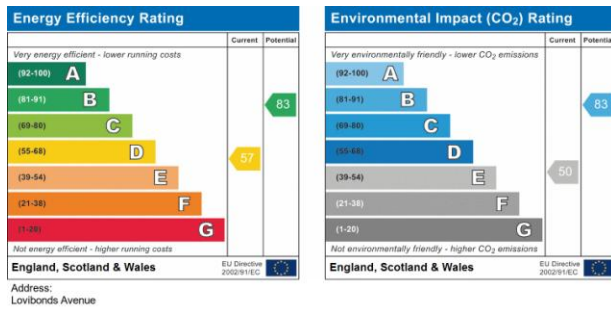 Energy Efficiency Rating
Current Potential
Very energy efficient - lower running costs
(92-100) A
(81-91) B
83
(69-80) C
(55-68) D
57
(39-54) E
(21-38) F
(1-20) G
Not energy efficient - higher running costs
England, Scotland & Wales
EU Directive
2002/91/EC
Environmental Impact (CO₂) Rating
Current Potential
Very environmentally friendly - lower CO₂ emissions
(92-100) A
(81-91) B
83
(69-80) C
(55-68) D
(39-54) E
50
(21-38) F
(1-20) G
Not environmentally friendly - higher CO₂ emissions
England, Scotland & Wales
EU Directive
2002/91/EC
Address:
Lovibonds Avenue